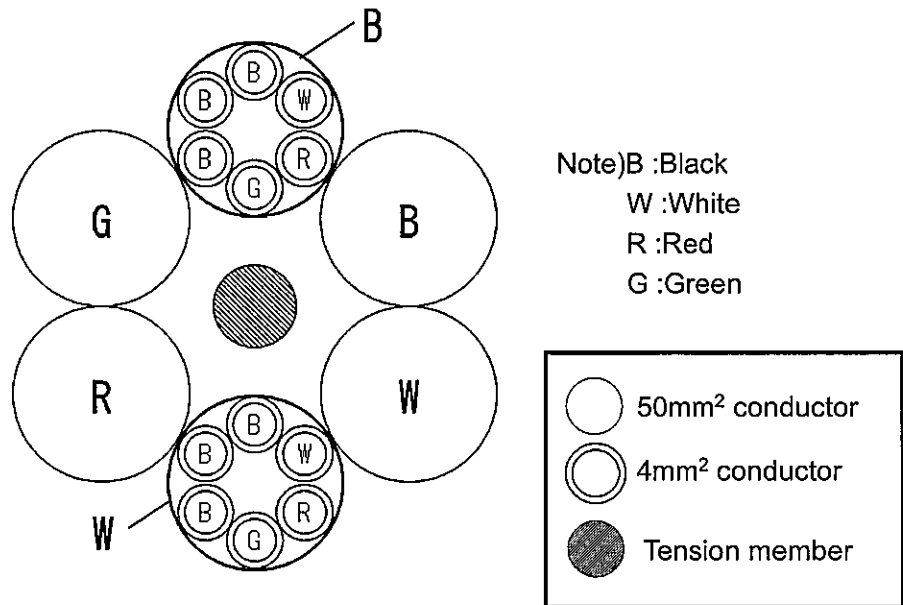 B
B
B W
B R
G
G B
R W
B
B W
B R
G
W
Note)B :Black
W :White
R :Red
G :Green
50mm² conductor
4mm² conductor
Tension member